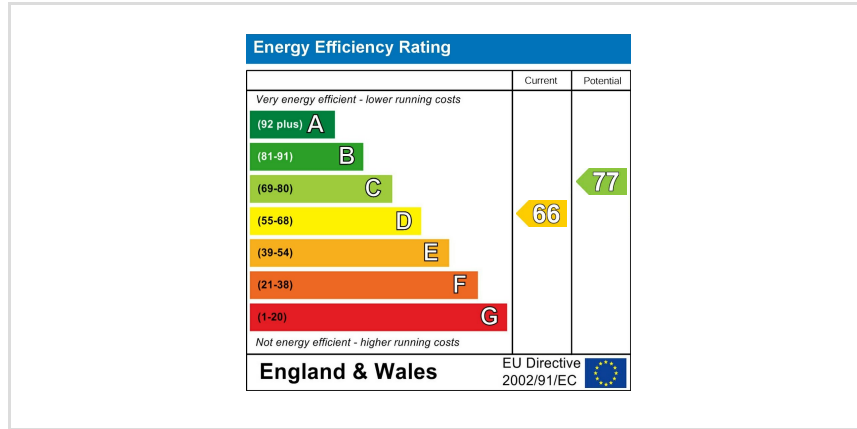 Energy Efficiency Rating
Current Potential
Very energy efficient - lower running costs
(92 plus) A
(81-91) B
(69-80) C
77
(55-68) D
66
(39-54) E
(21-38) F
(1-20) G
Not energy efficient - higher running costs
England & Wales
EU Directive
2002/91/EC